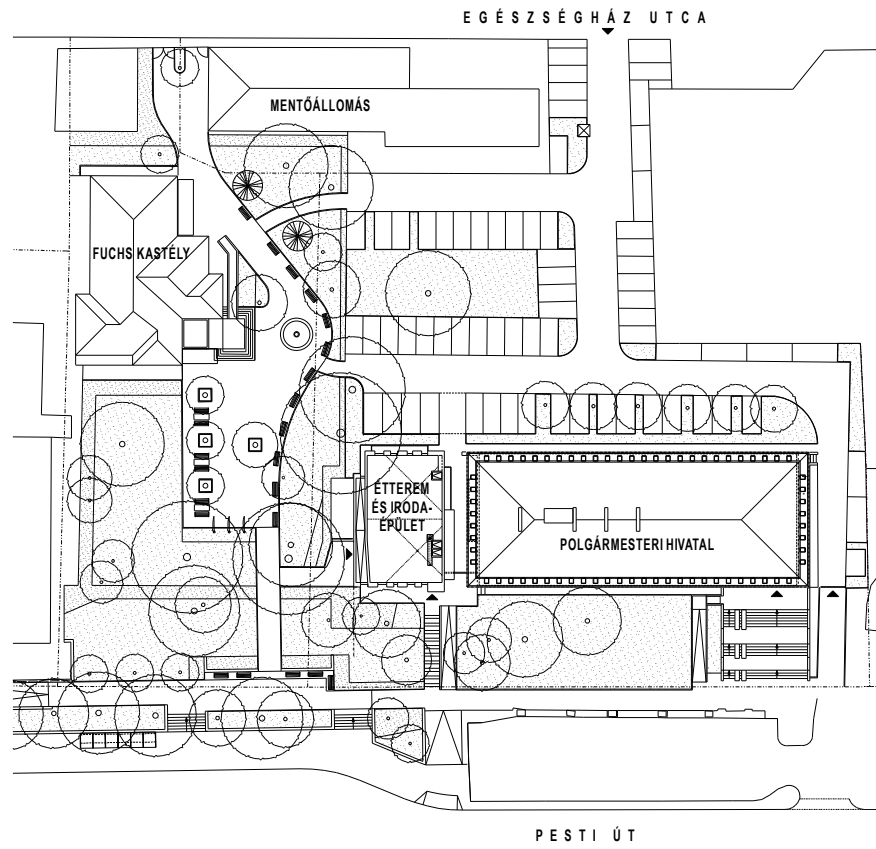 EGÉSZSÉGHÁZ UTCA
MENTŐÁLLOMÁS
FUCHS KASTÉLY
ÉTTEREM
ÉS IRODA-
ÉPÜLET
POLGÁRMESTERI HIVATAL
PESTI ÚT